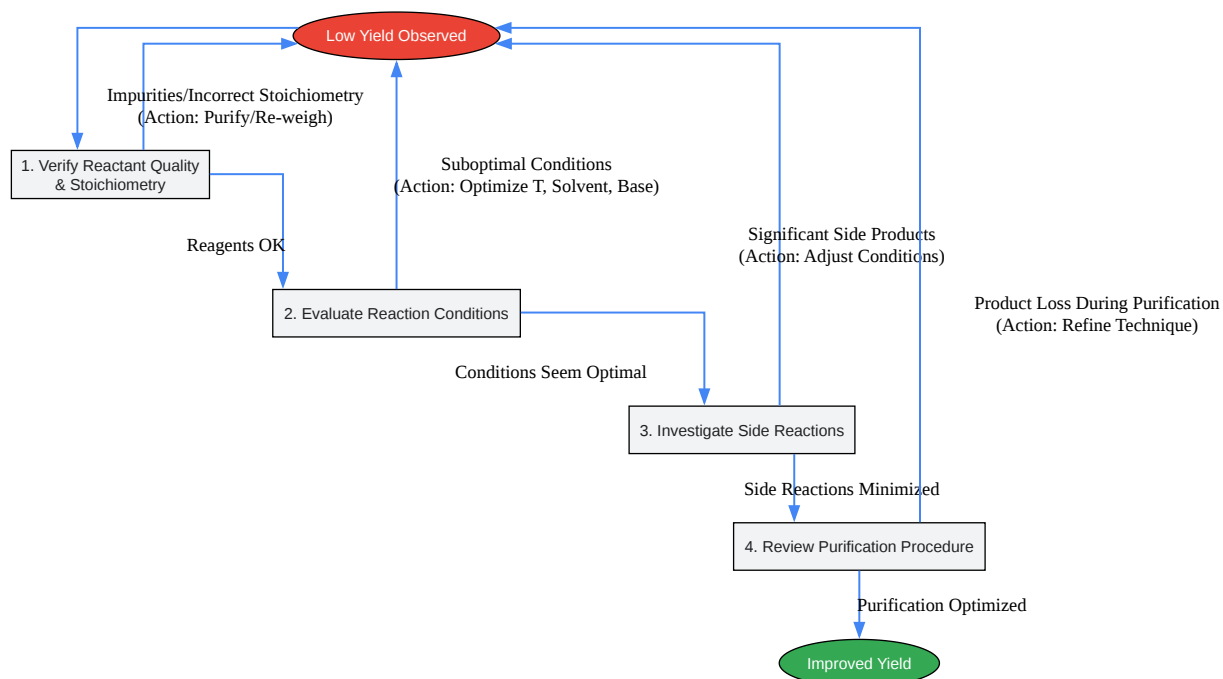 Low Yield Observed
Impurities/Incorrect Stoichiometry
(Action: Purify/Re-weigh)
1. Verify Reactant Quality
& Stoichiometry
Suboptimal Conditions
(Action: Optimize T, Solvent, Base)
Reagents OK
Significant Side Products
(Action: Adjust Conditions)
2. Evaluate Reaction Conditions
Product Loss During Purification
(Action: Refine Technique)
Conditions Seem Optimal
3. Investigate Side Reactions
Side Reactions Minimized
4. Review Purification Procedure
Purification Optimized
Improved Yield